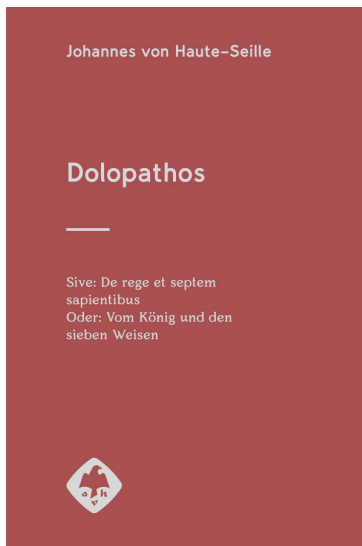 Johannes von Haute-Seille
Dolopathos
Sive: De rege et septem
sapientibus
Oder: Vom König und den
sieben Weisen
a h
v